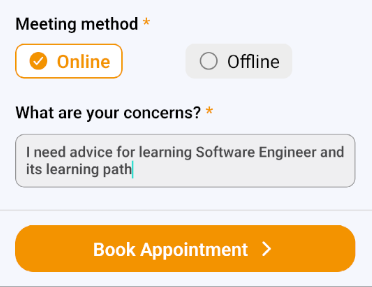 Meeting method *
Online
Offline
What are your concerns? *
I need advice for learning Software Engineer and
its learning path
Book Appointment